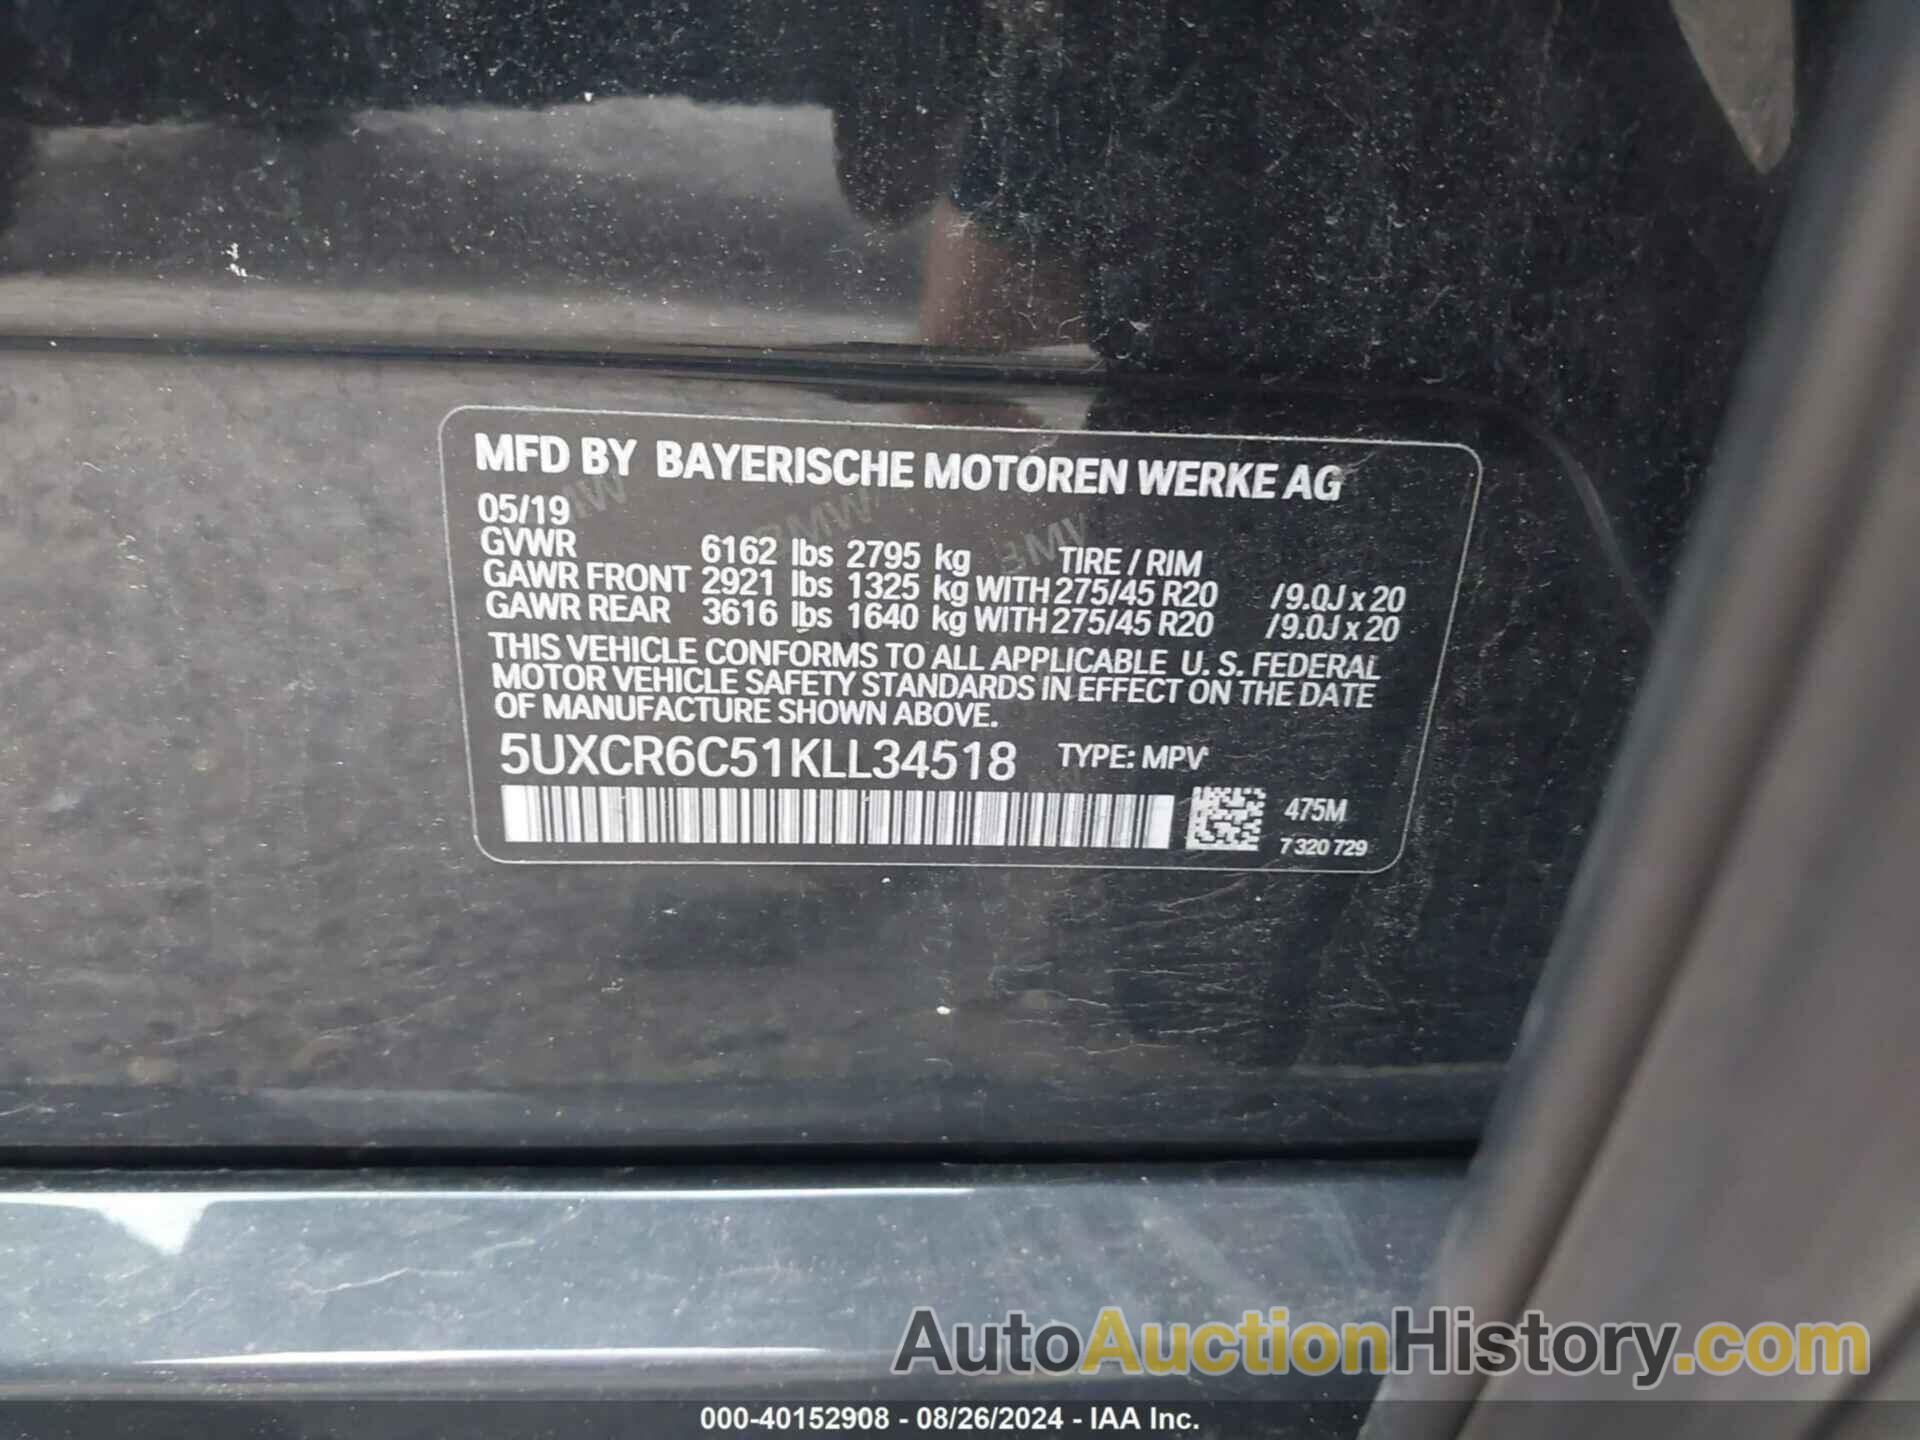 MFD BY BAYERISCHE MOTOREN WERKE AG
05/19
GVWR 6162 lbs 2795 kg TIRE / RIM
GAWR FRONT 2921 lbs 1325 kg WITH 275/45 R20 /9.0J x 20
GAWR REAR 3616 lbs 1640 kg WITH 275/45 R20 /9.0J x 20
THIS VEHICLE CONFORMS TO ALL APPLICABLE U. S. FEDERAL
MOTOR VEHICLE SAFETY STANDARDS IN EFFECT ON THE DATE
OF MANUFACTURE SHOWN ABOVE.
5UXCR6C51KLL34518 TYPE: MPV
475M
7 320 729
AutoAuctionHistory.com
000-40152908 - 08/26/2024 - IAA Inc.